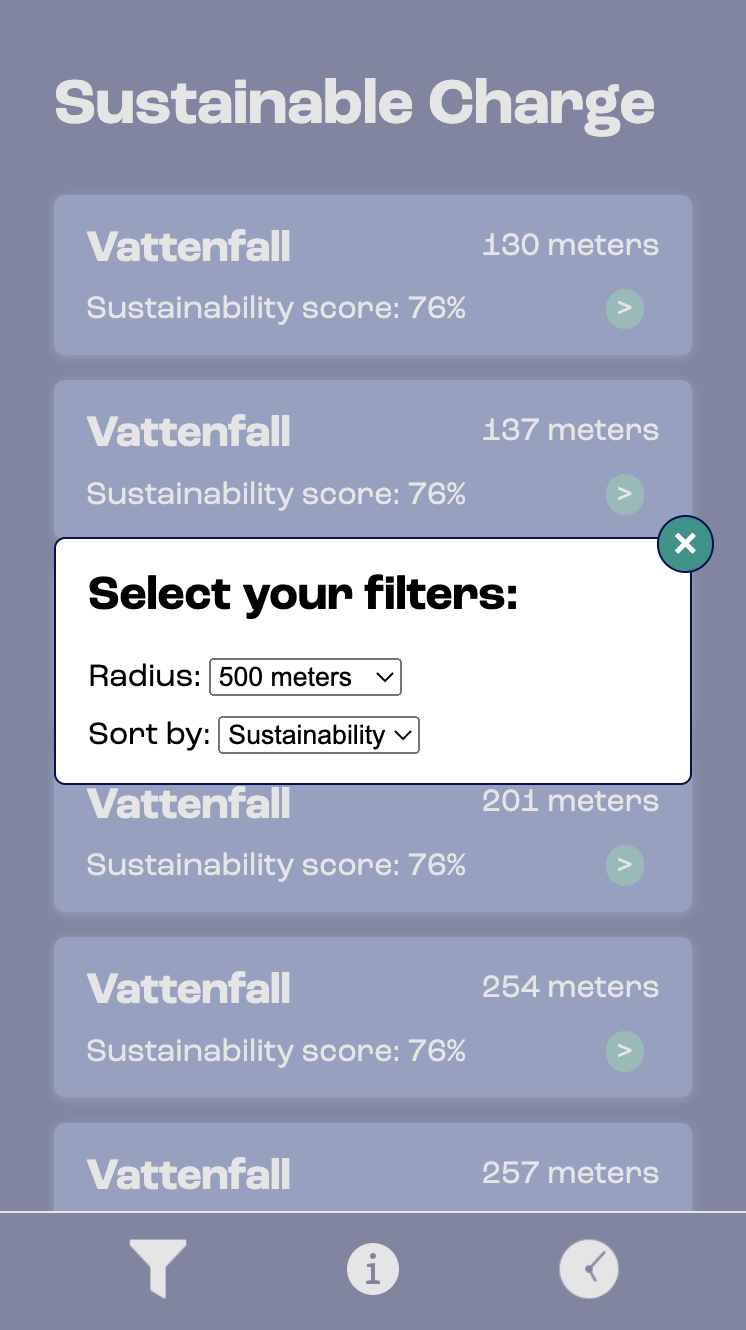 Sustainable Charge
Vattenfall 130 meters
Sustainability score: 76% >
Vattenfall 137 meters
Sustainability score: 76% >
Select your filters:
Radius: 500 meters
Sort by: Sustainability
Vattenfall 201 meters
Sustainability score: 76% >
Vattenfall 254 meters
Sustainability score: 76% >
Vattenfall 257 meters